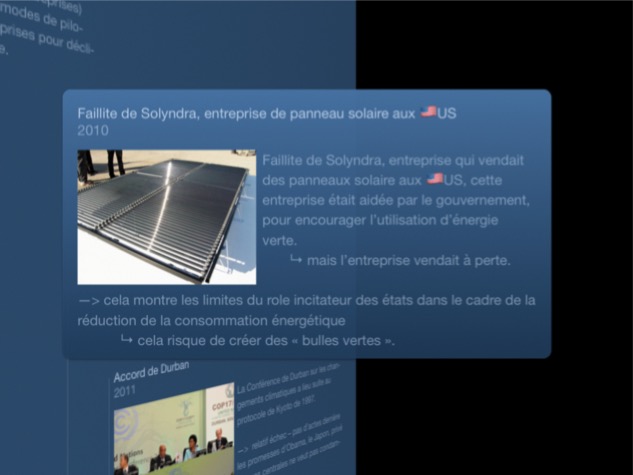 modes de pilo-
prises pour décli-
e.
Faillite de Solyndra, entreprise de panneau solaire aux 🇺🇸US
2010
Faillite de Solyndra, entreprise qui vendait
des panneaux solaire aux 🇺🇸US, cette
entreprise était aidée par le gouvernement,
pour encourager l'utilisation d'énergie
verte.
↳ mais l'entreprise vendait à perte.
—> cela montre les limites du role incitateur des états dans le cadre de la
réduction de la consommation énergétique
↳ cela risque de créer des « bulles vertes ».
Accord de Durban
2011
La Conférence de Durban sur les chan-
gements climatiques a lieu suite au
protocole de Kyoto de 1997.
—> relatif échec – pas d'actes derrière
les promesses d'Obama, le Japon,
COP17